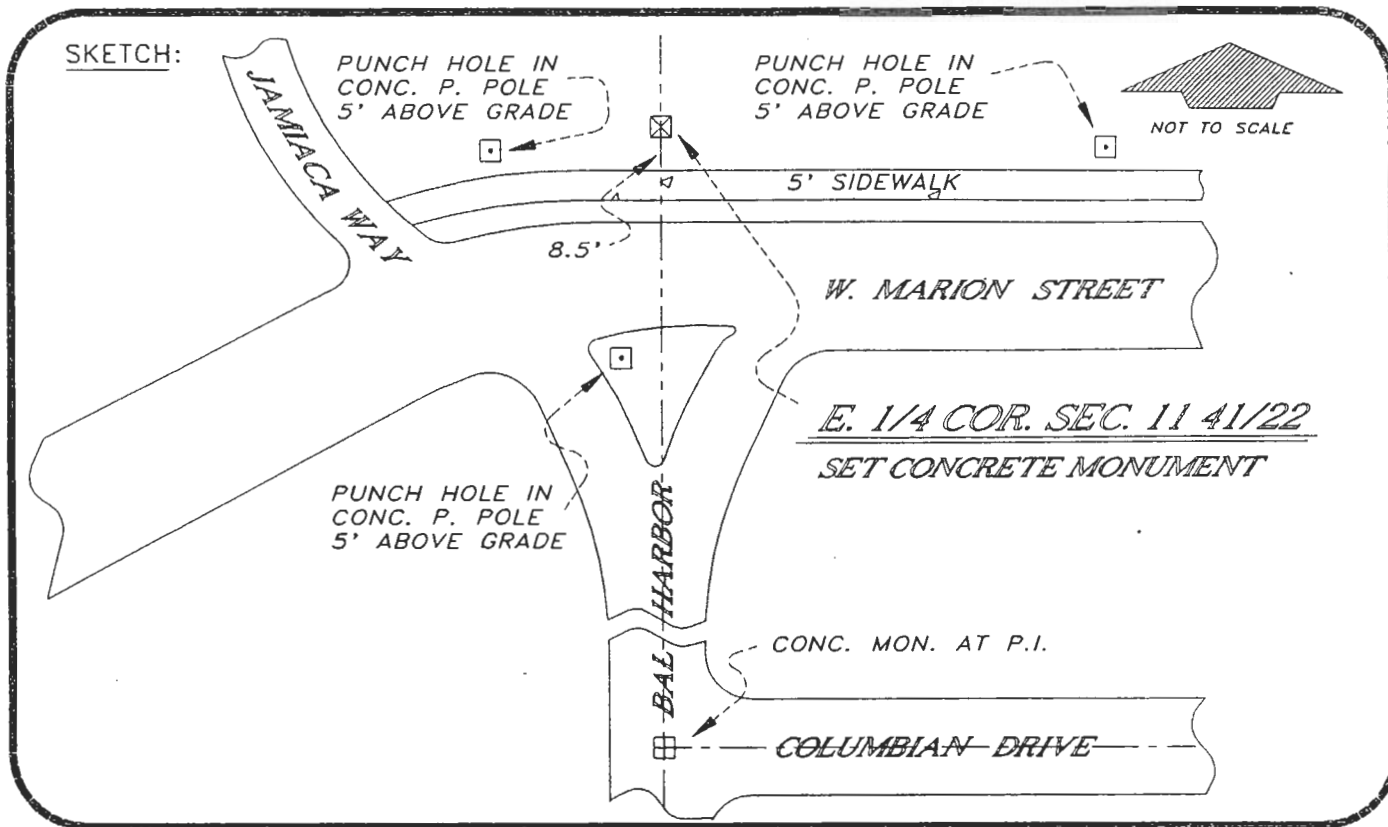 SKETCH:
PUNCH HOLE IN
CONC. P. POLE
5' ABOVE GRADE
PUNCH HOLE IN
CONC. P. POLE
5' ABOVE GRADE
NOT TO SCALE
JAMIACA WAY
5' SIDEWALK
8.5'
W. MARION STREET
E. 1/4 COR. SEC. 11 41/22
SET CONCRETE MONUMENT
PUNCH HOLE IN
CONC. P. POLE
5' ABOVE GRADE
BAL HARBOR
CONC. MON. AT P.I.
COLUMBIAN DRIVE